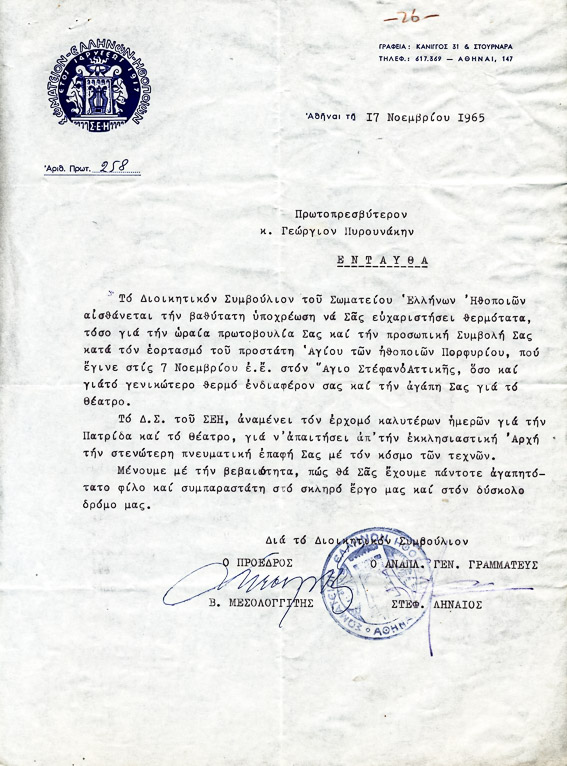 -26-
ΣΩΜΑΤΕΙΟΝ·ΕΛΛΗΝΩΝ·ΗΘΟΠΟΙΩΝ
ΕΤΟΣ ΙΔΡΥΣΕΩΣ 1917
Σ.Ε.Η
ΓΡΑΦΕΙΑ: ΚΑΝΙΓΓΟΣ 31 & ΣΤΟΥΡΝΑΡΑ
ΤΗΛΕΦ.: 617.369 — ΑΘΗΝΑΙ, 147
Ἀθῆναι τῇ 17 Νοεμβρίου 1965
Ἀριθ. Πρωτ. 258
Πρωτοπρεσβύτερον
κ. Γεώργιον Πυρουνάκην
ΕΝΤΑΥΘΑ
Τό Διοικητικόν Συμβούλιον τοῦ Σωματείου Ἑλλήνων Ἠθοποιῶν
αἰσθάνεται τήν βαθύτατη ὑποχρέωση νά Σᾶς εὐχαριστήσει θερμότατα,
τόσο γιά τήν ὡραία πρωτοβουλία Σας καί τήν προσωπική Συμβολή Σας
κατά τόν ἑορτασμό τοῦ προστάτη Ἁγίου τῶν ἠθοποιῶν Πορφυρίου, πού
ἔγινε στίς 7 Νοεμβρίου ἐ.ἔ. στόν Ἅγιο ΣτέφανδΑττικῆς, ὅσο καί
γιάτό γενικώτερο θερμό ἐνδιαφέρον σας καί τήν ἀγάπη Σας γιά τό
θέατρο.
Τό Δ.Σ. τοῦ ΣΕΗ, ἀναμένει τόν ἐρχομό καλυτέρων ἡμερῶν γιά τήν
Πατρίδα καί τό θέατρο, γιά ν'ἀπαιτήσει ἀπ'τήν ἐκκλησιαστική Ἀρχή
τήν στενώτερη πνευματική ἐπαφή Σας μέ τόν κόσμο τῶν τεχνῶν.
Μένουμε μέ τήν βεβαιότητα, πώς θά Σᾶς ἔχουμε πάντοτε ἀγαπητό-
τατο φίλο καί συμπαραστάτη στό σκληρό ἔργο μας καί στόν δύσκολο
δρόμο μας.
Διά τό Διοικητικόν Συμβούλιον
Ο ΠΡΟΕΔΡΟΣ Ο ΑΝΑΠΛ. ΓΕΝ. ΓΡΑΜΜΑΤΕΥΣ
Β. ΜΕΣΟΛΟΓΓΙΤΗΣ ΣΤΕΦ. ΛΗΝΑΙΟΣ